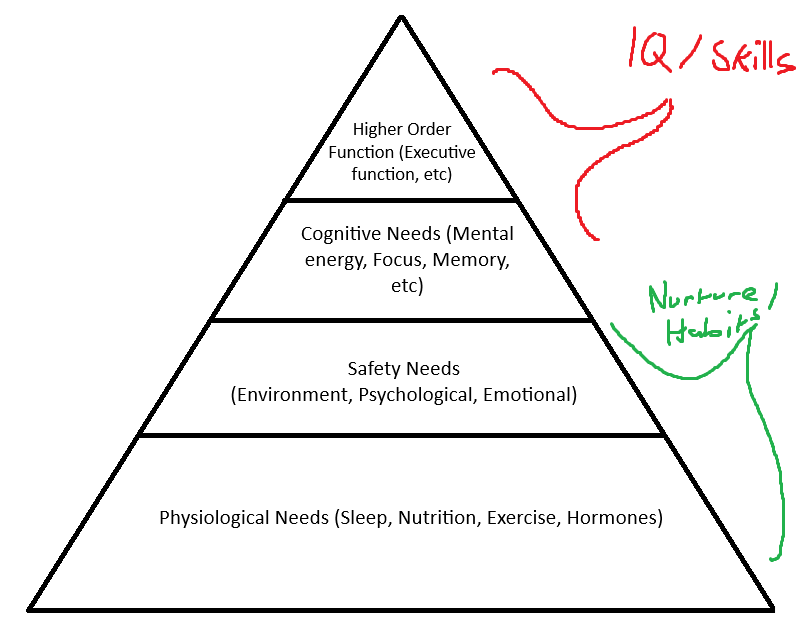 IQ / Skills
Higher Order
Function (Executive
function, etc)
Cognitive Needs (Mental
energy, Focus, Memory,
etc)
Nurture /
Habits
Safety Needs
(Environment, Psychological, Emotional)
Physiological Needs (Sleep, Nutrition, Exercise, Hormones)